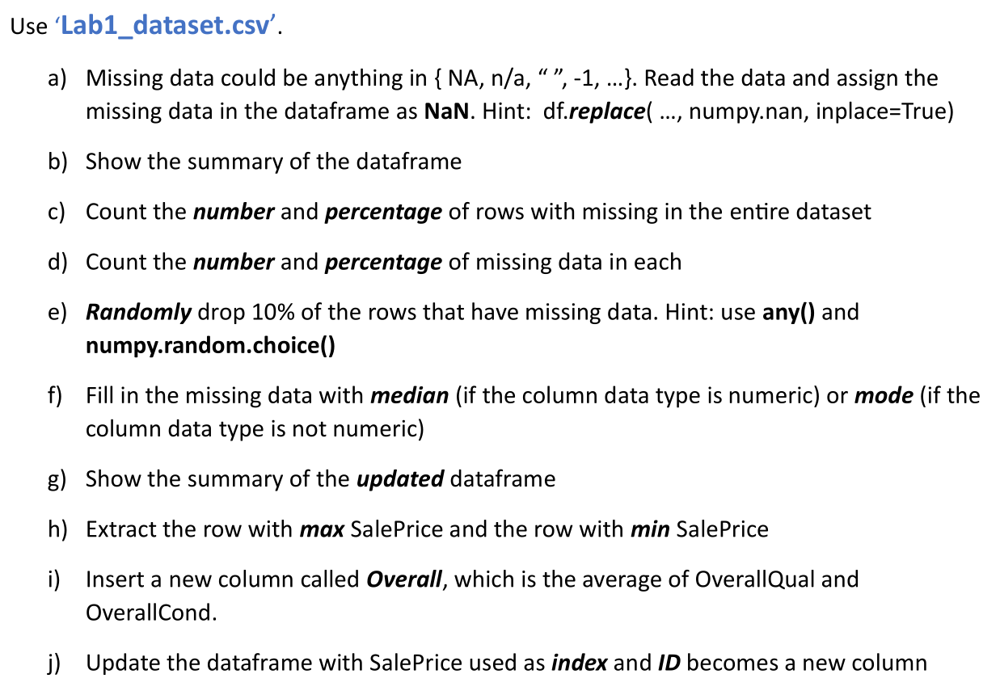 Use ‘Lab1_dataset.csv’.
a) Missing data could be anything in { NA, n/a, “ ”, -1, …}. Read the data and assign the
missing data in the dataframe as NaN. Hint: df.replace( …, numpy.nan, inplace=True)
b) Show the summary of the dataframe
c) Count the number and percentage of rows with missing in the entire dataset
d) Count the number and percentage of missing data in each
e) Randomly drop 10% of the rows that have missing data. Hint: use any() and
numpy.random.choice()
f) Fill in the missing data with median (if the column data type is numeric) or mode (if the
column data type is not numeric)
g) Show the summary of the updated dataframe
h) Extract the row with max SalePrice and the row with min SalePrice
i) Insert a new column called Overall, which is the average of OverallQual and
OverallCond.
j) Update the dataframe with SalePrice used as index and ID becomes a new column